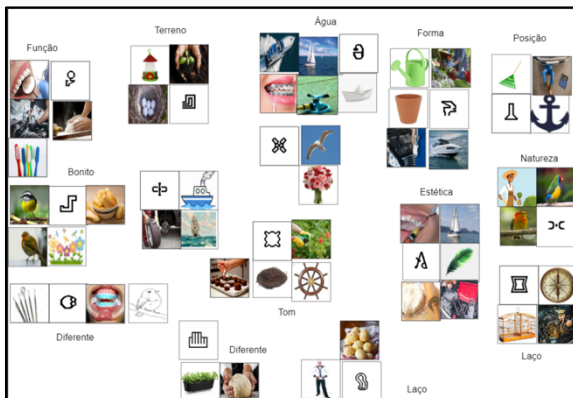 Água
Terreno
Forma
Posição
Função
Bonito
Natureza
Estética
Tom
Diferente
Diferente
Laço
Laço